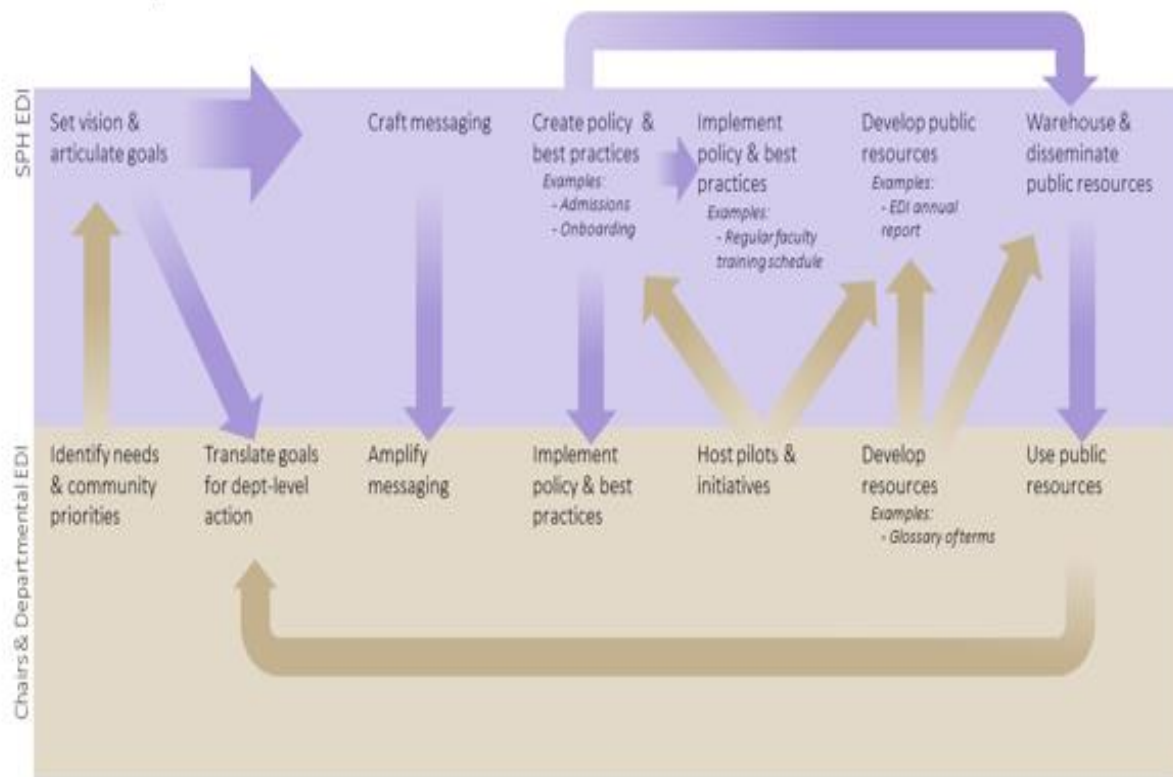 SPH EDI
Set vision &
articulate goals
Craft messaging
Create policy &
best practices
Examples:
- Admissions
- Onboarding
Implement
policy & best
practices
Examples:
- Regular faculty
training schedule
Develop public
resources
Examples:
- EDI annual
report
Warehouse &
disseminate
public resources
Chairs & Departmental EDI
Identify needs
& community
priorities
Translate goals
for dept-level
action
Amplify
messaging
Implement
policy & best
practices
Host pilots &
initiatives
Develop
resources
Examples:
- Glossary of terms
Use public
resources